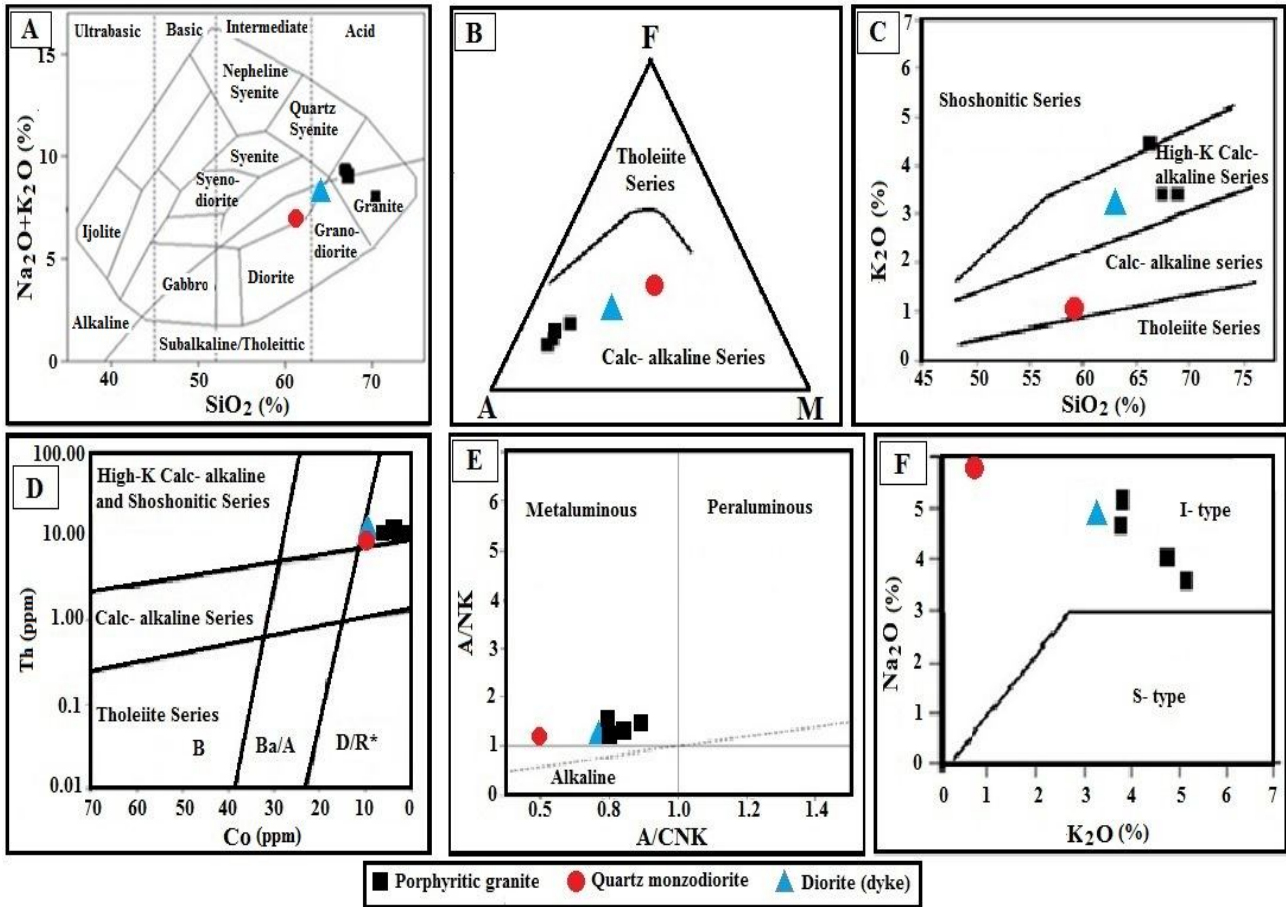 A
Ultrabasic
Basic
Intermediate
Acid
Nepheline
Syenite
Quartz
Syenite
Syenite
Syeno-
diorite
Granite
Ijolite
Grano-
diorite
Gabbro
Diorite
Alkaline
Subalkaline/Tholeittic
Na2O+K2O (%)
15
10
5
0
40
50
60
70
SiO2 (%)
B
F
Tholeiite
Series
Calc- alkaline Series
A
M
C
Shoshonitic Series
High-K Calc-
alkaline Series
Calc- alkaline series
Tholeiite Series
K2O (%)
7
6
5
4
3
2
1
0
45
50
55
60
65
70
75
SiO2 (%)
D
High-K Calc- alkaline
and Shoshonitic Series
Calc- alkaline Series
Tholeiite Series
B
Ba/A
D/R*
Th (ppm)
100.00
10.00
1.00
0.1
0.01
70
60
50
40
30
20
10
0
Co (ppm)
E
Metaluminous
Peraluminous
Alkaline
A/NK
6
5
4
3
2
1
0
0.5
0.8
1.0
1.2
1.4
A/CNK
F
I- type
S- type
Na2O (%)
5
4
3
2
1
0
0
1
2
3
4
5
6
7
K2O (%)
Porphyritic granite
Quartz monzodiorite
Diorite (dyke)